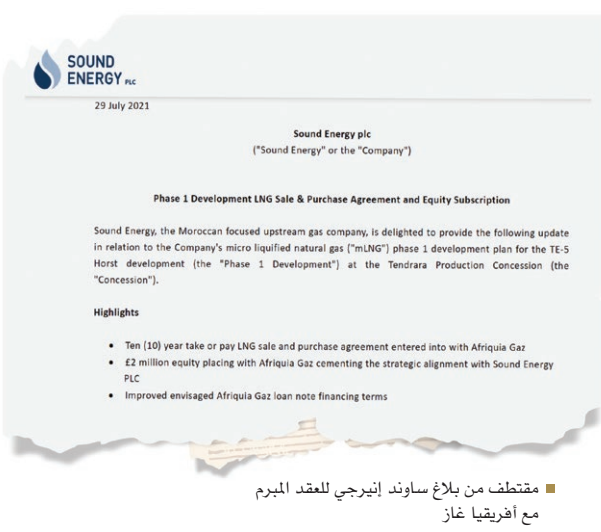 SOUND
ENERGY PLC
29 July 2021
Sound Energy plc
("Sound Energy" or the "Company")
Phase 1 Development LNG Sale & Purchase Agreement and Equity Subscription
Sound Energy, the Moroccan focused upstream gas company, is delighted to provide the following update
in relation to the Company's micro liquified natural gas ("mLNG") phase 1 development plan for the TE-5
Horst development (the "Phase 1 Development") at the Tendrara Production Concession (the
"Concession").
Highlights
• Ten (10) year take or pay LNG sale and purchase agreement entered into with Afriquia Gaz
• £2 million equity placing with Afriquia Gaz cementing the strategic alignment with Sound Energy
PLC
• Improved envisaged Afriquia Gaz loan note financing terms
■ مقتطف من بلاغ ساوند إنيرجي للعقد المبرم
مع أفريقيا غاز